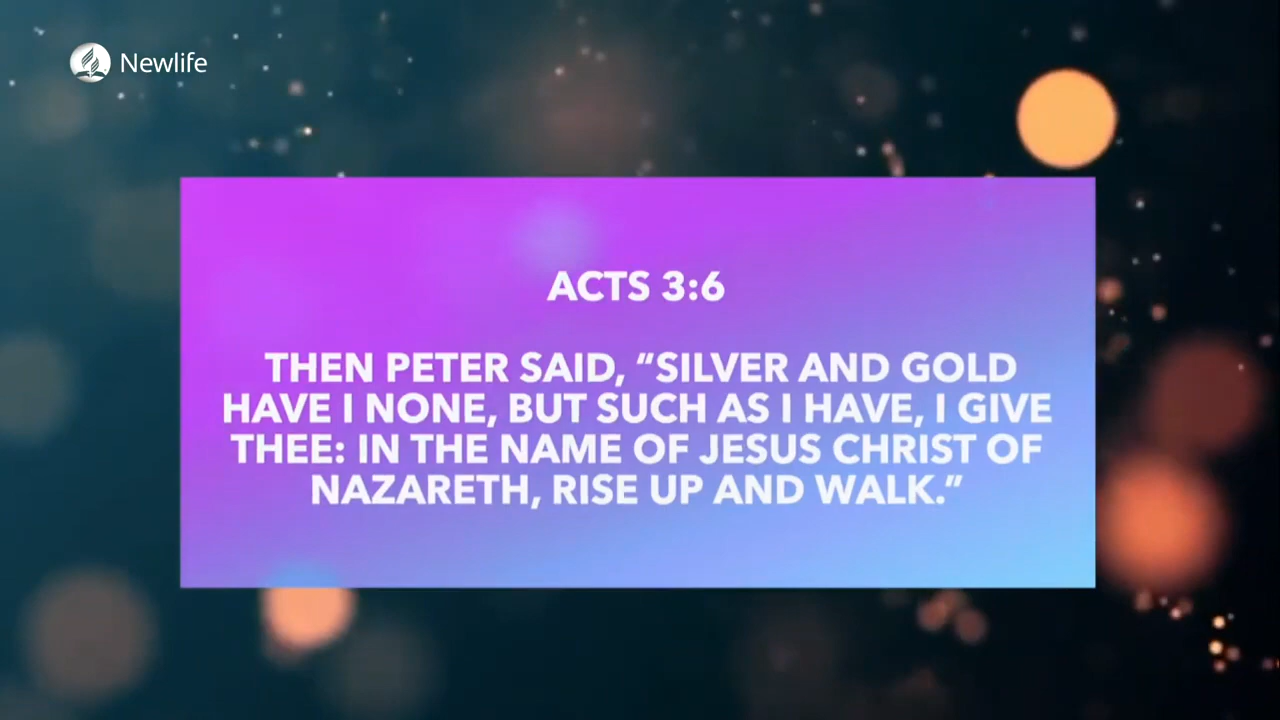 Newlife
ACTS 3:6
THEN PETER SAID, “SILVER AND GOLD
HAVE I NONE, BUT SUCH AS I HAVE, I GIVE
THEE: IN THE NAME OF JESUS CHRIST OF
NAZARETH, RISE UP AND WALK.”